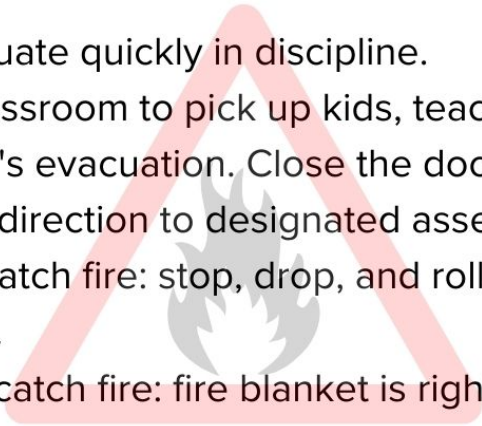 uate quickly in discipline.
ssroom to pick up kids, teac
's evacuation. Close the doo
direction to designated asse
atch fire: stop, drop, and roll
.
catch fire: fire blanket is righ